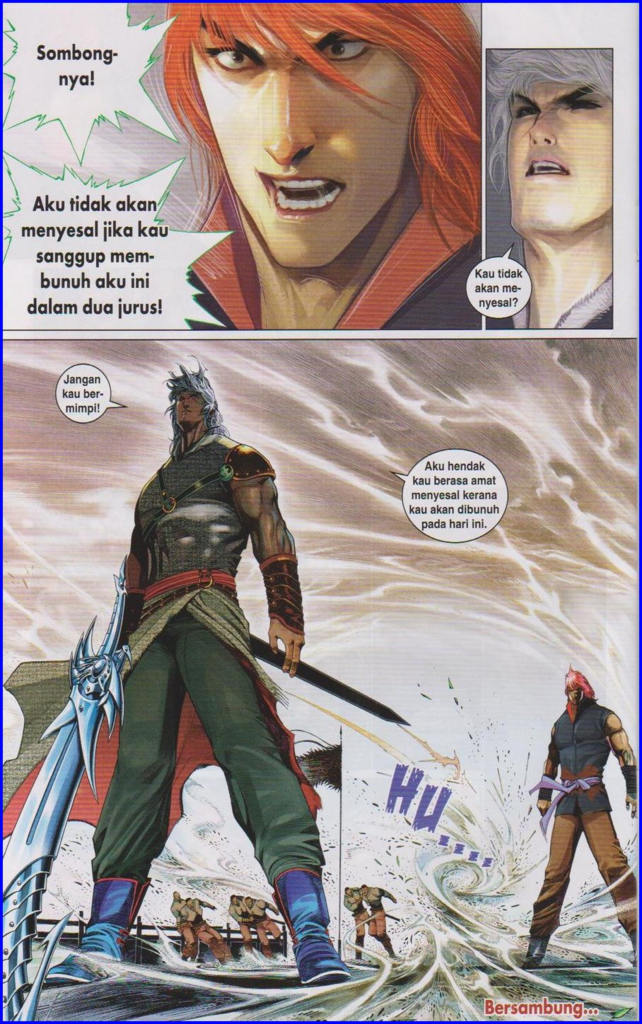 Sombong-
nya!
Aku tidak akan
menyesal jika kau
sanggup mem-
bunuh aku ini
dalam dua jurus!
Kau tidak
akan me-
nyesal?
Jangan
kau ber-
mimpi!
Aku hendak
kau berasa amat
menyesal kerana
kau akan dibunuh
pada hari ini.
HU....
Bersambung...